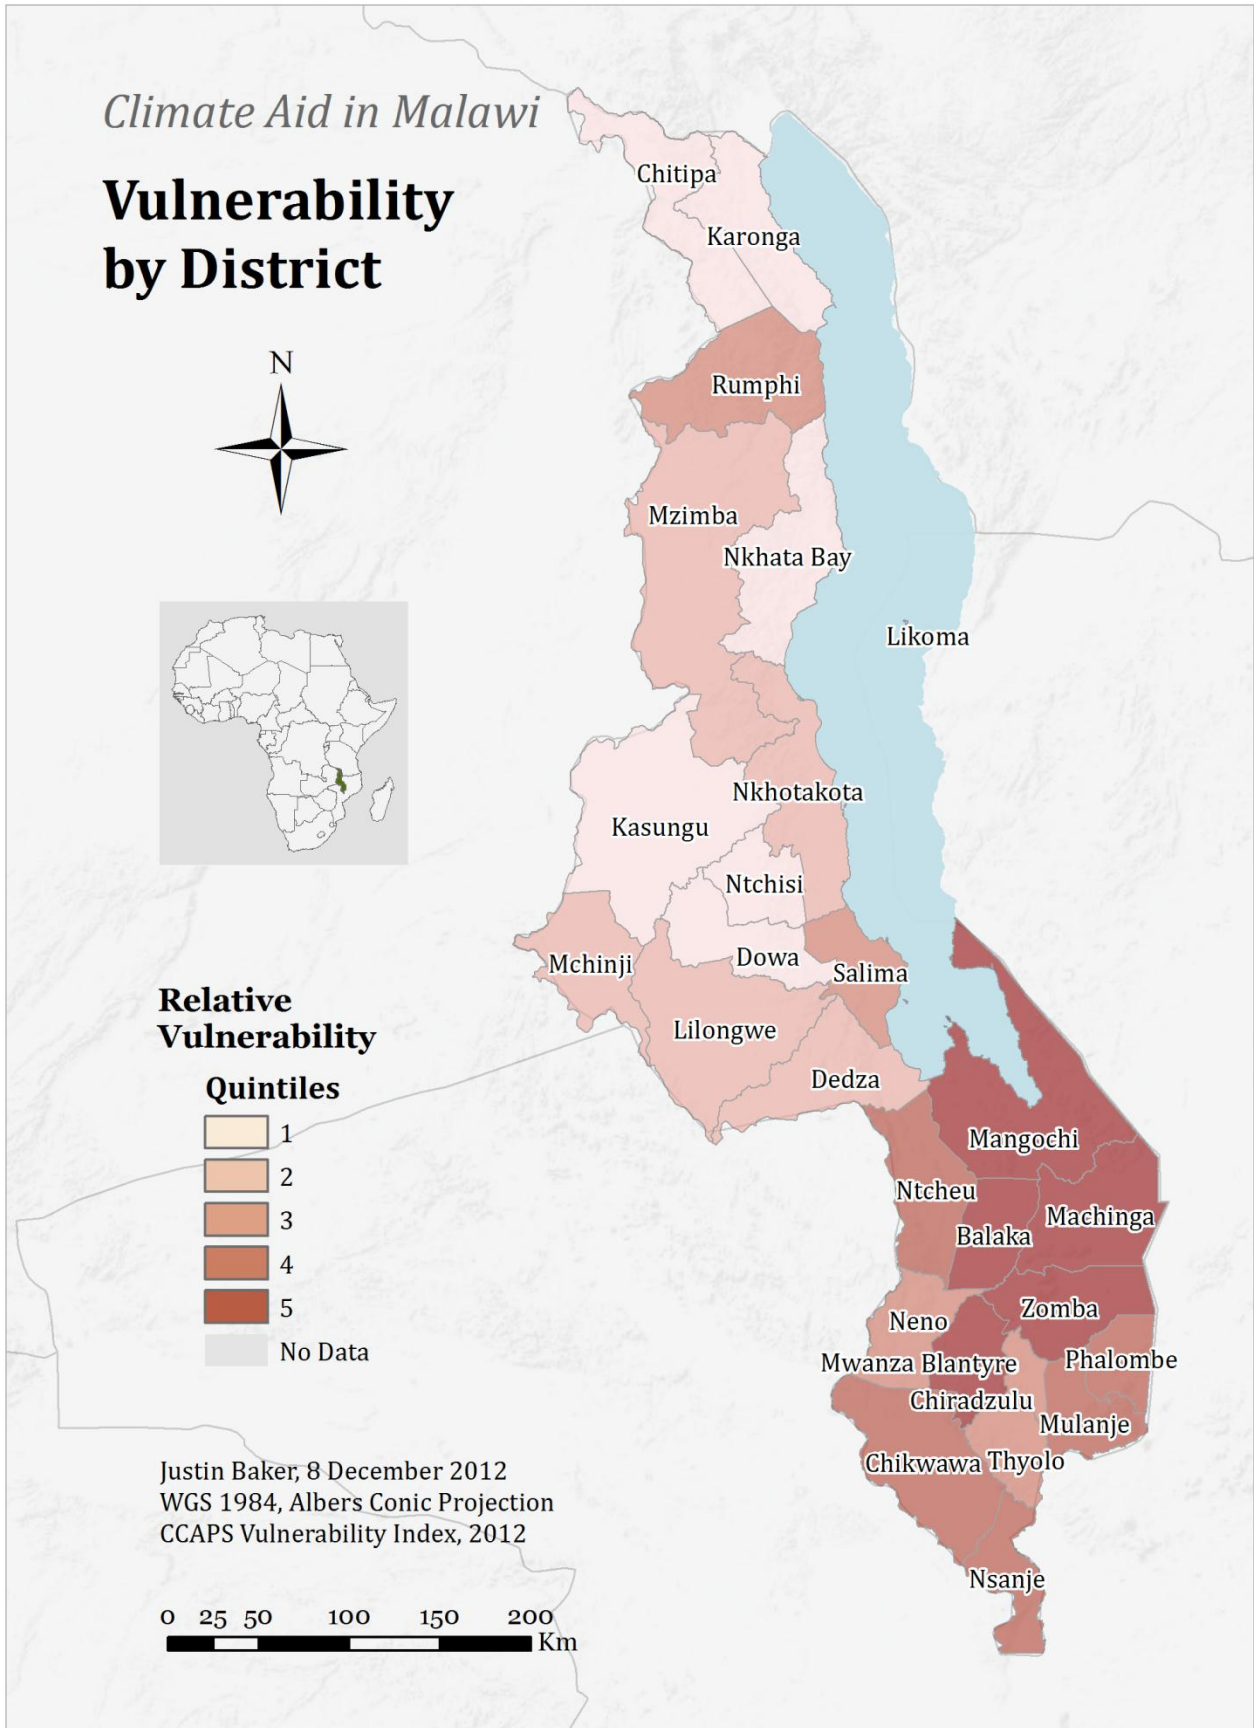 Climate Aid in Malawi
Vulnerability
by District
N
Chitipa
Karonga
Rumphi
Mzimba
Nkhata Bay
Likoma
Nkhotakota
Kasungu
Ntchisi
Dowa
Mchinji
Salima
Lilongwe
Dedza
Mangochi
Ntcheu
Machinga
Balaka
Zomba
Neno
Mwanza
Blantyre
Phalombe
Chiradzulu
Mulanje
Chikwawa
Thyolo
Nsanje
Relative
Vulnerability
Quintiles
1
2
3
4
5
No Data
Justin Baker, 8 December 2012
WGS 1984, Albers Conic Projection
CCAPS Vulnerability Index, 2012
0 25 50 100 150 200
Km